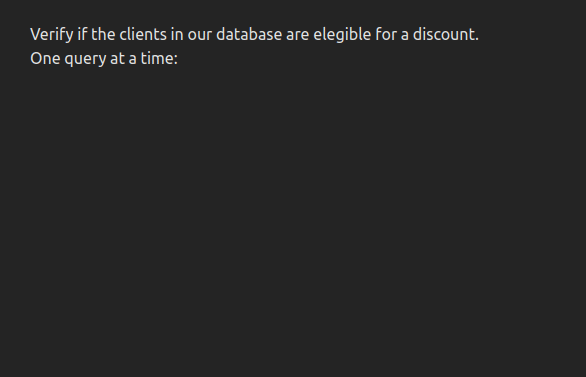 Verify if the clients in our database are elegible for a discount.
One query at a time: